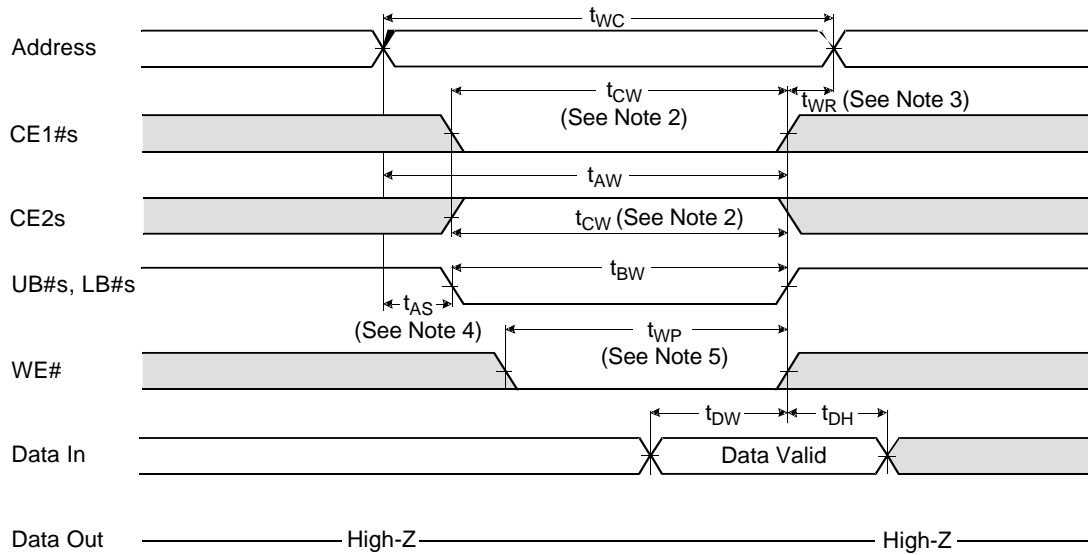 tWC
Address
tCW
(See Note 2)
tWR (See Note 3)
CE1#s
tAW
CE2s
tCW (See Note 2)
UB#s, LB#s
tBW
tAS
(See Note 4)
tWP
(See Note 5)
WE#
tDW
tDH
Data In
Data Valid
Data Out
High-Z
High-Z